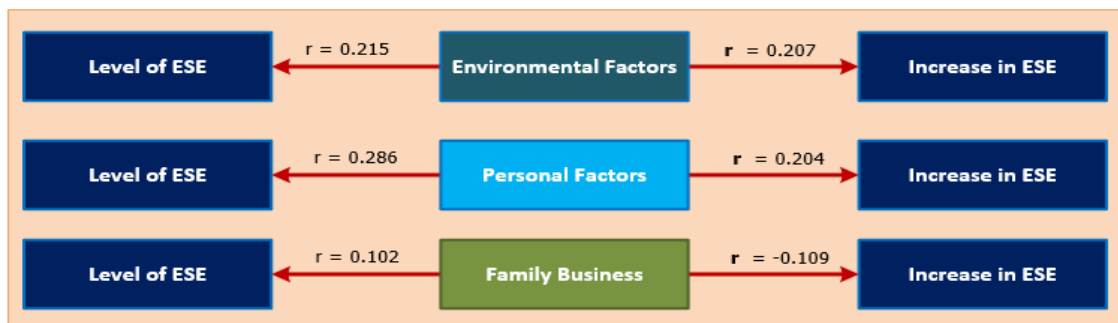 Level of ESE r = 0.215 Environmental Factors r = 0.207 Increase in ESE
Level of ESE r = 0.286 Personal Factors r = 0.204 Increase in ESE
Level of ESE r = 0.102 Family Business r = -0.109 Increase in ESE